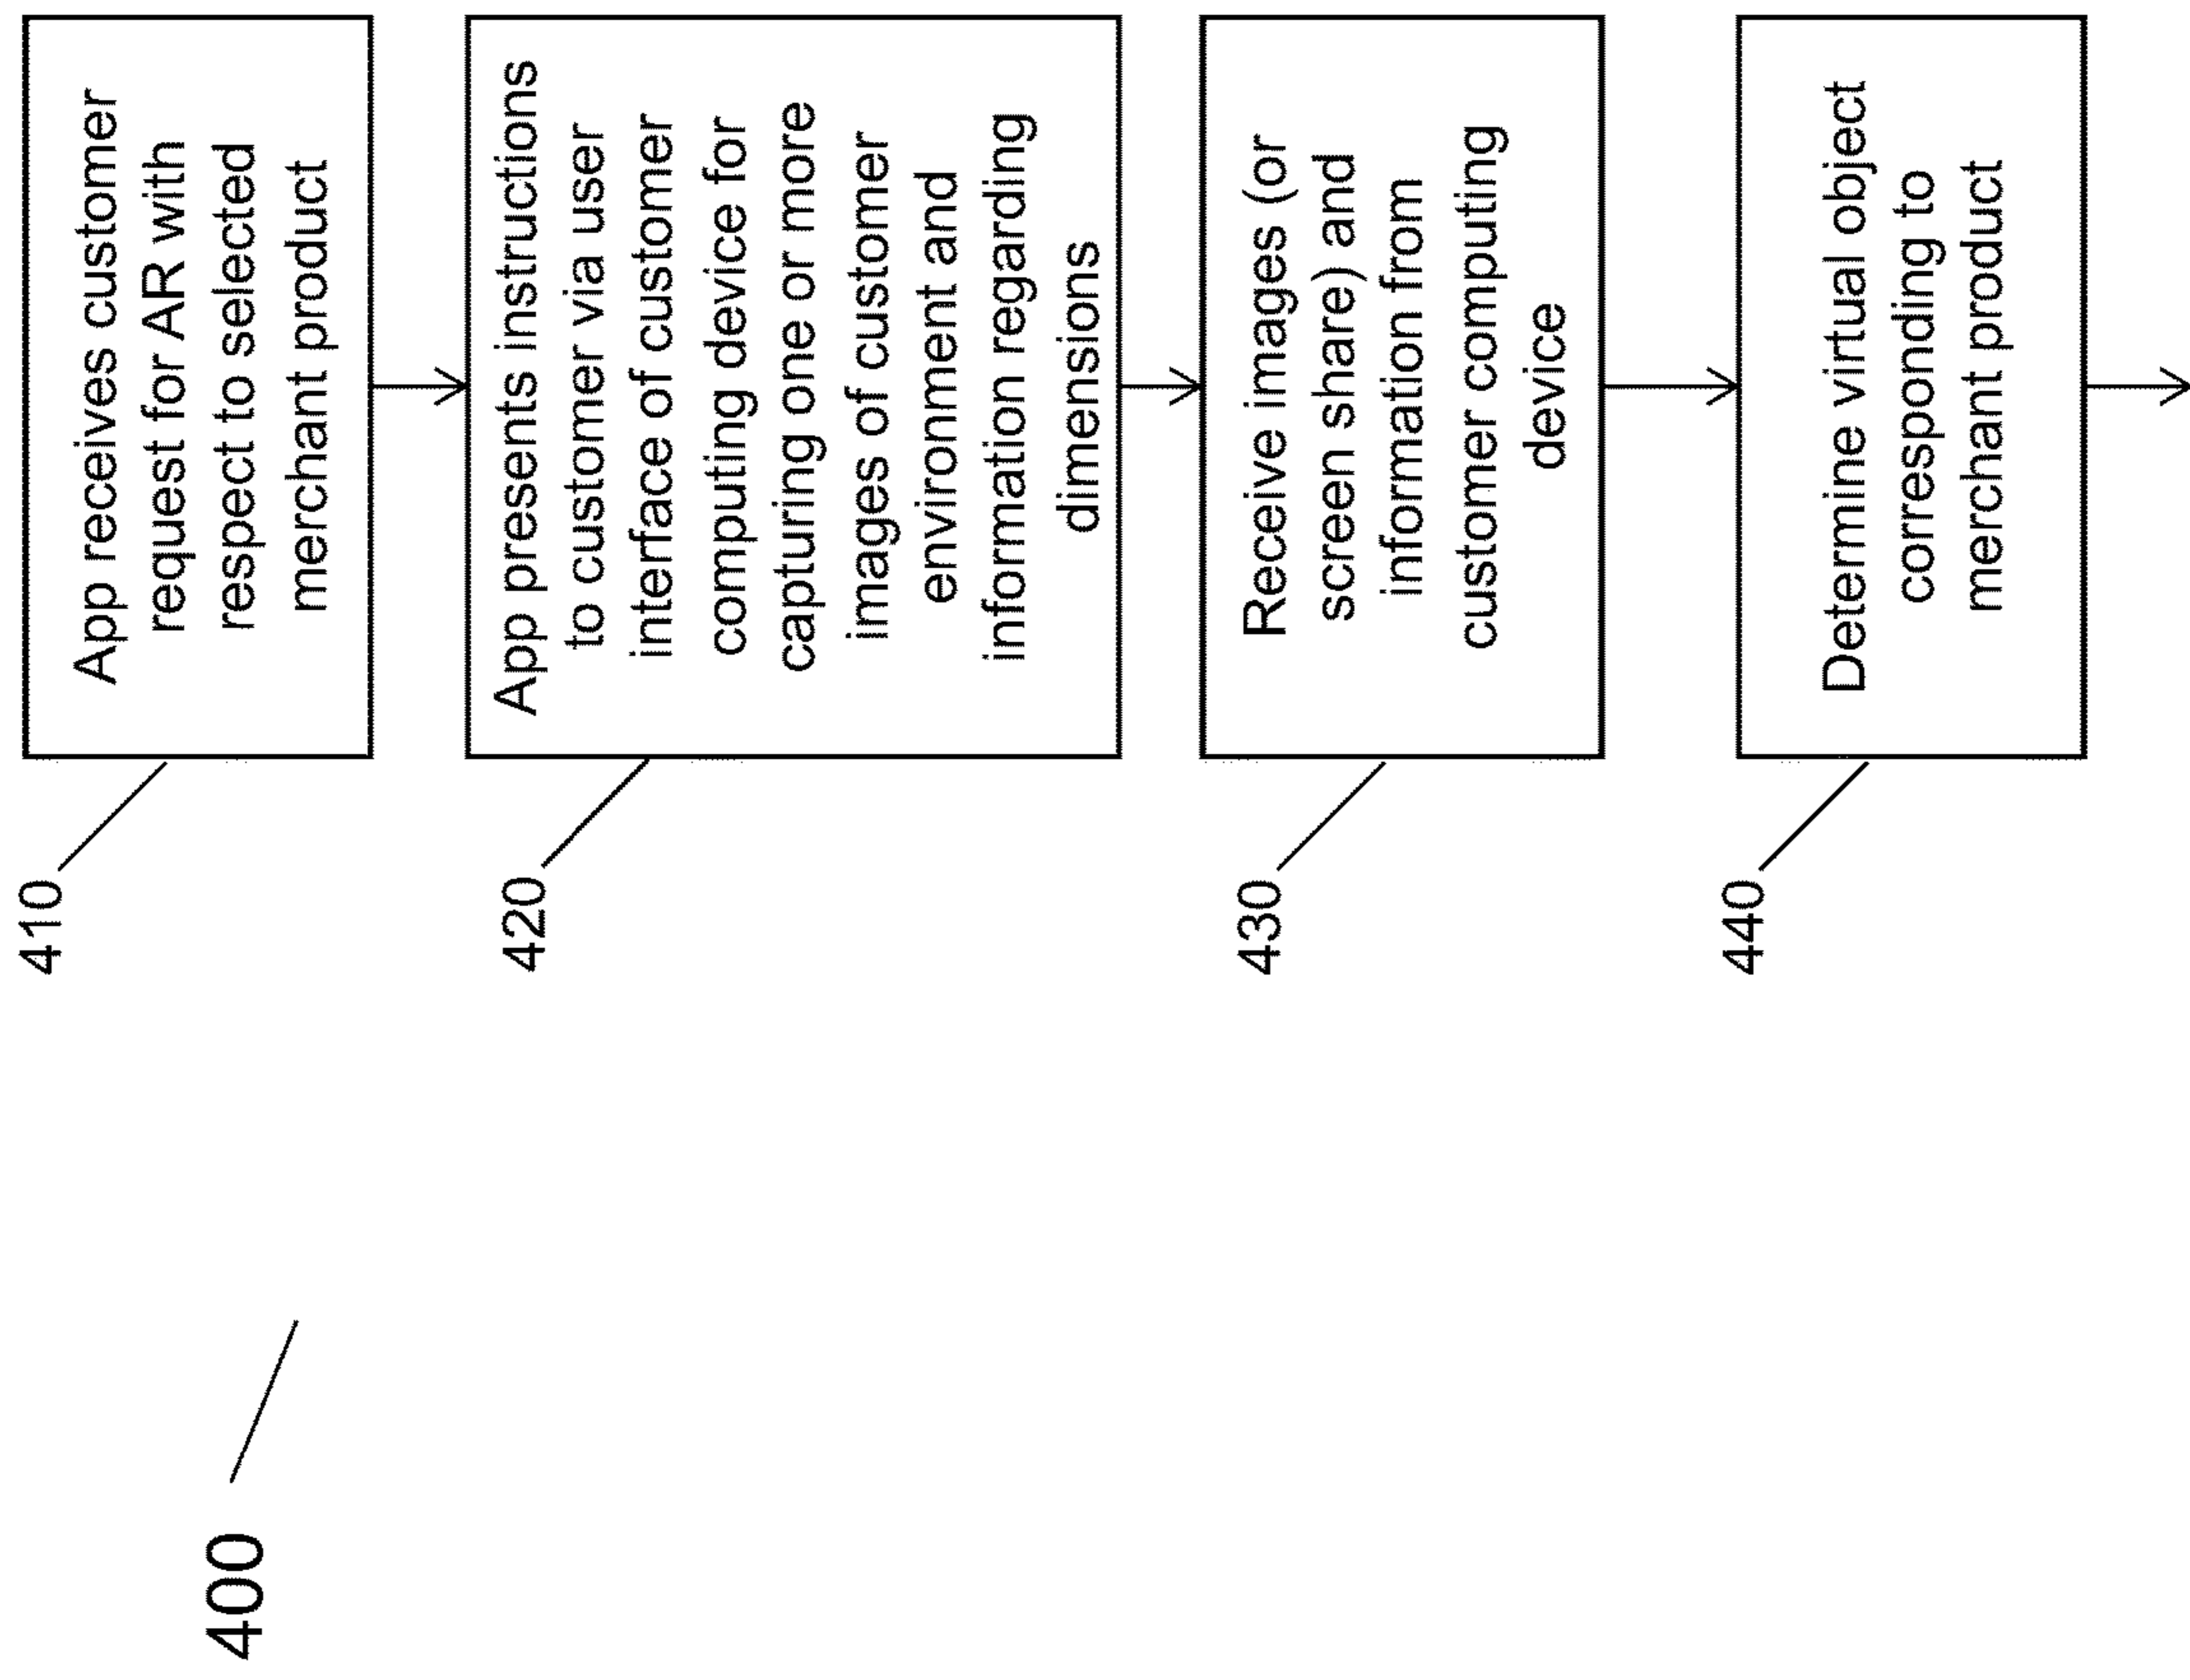 400
410
App receives customer
request for AR with
respect to selected
merchant product
420
App presents instructions
to customer via user
interface of customer
computing device for
capturing one or more
images of customer
environment and
information regarding
dimensions
430
Receive images (or
screen share) and
information from
customer computing
device
440
Determine virtual object
corresponding to
merchant product